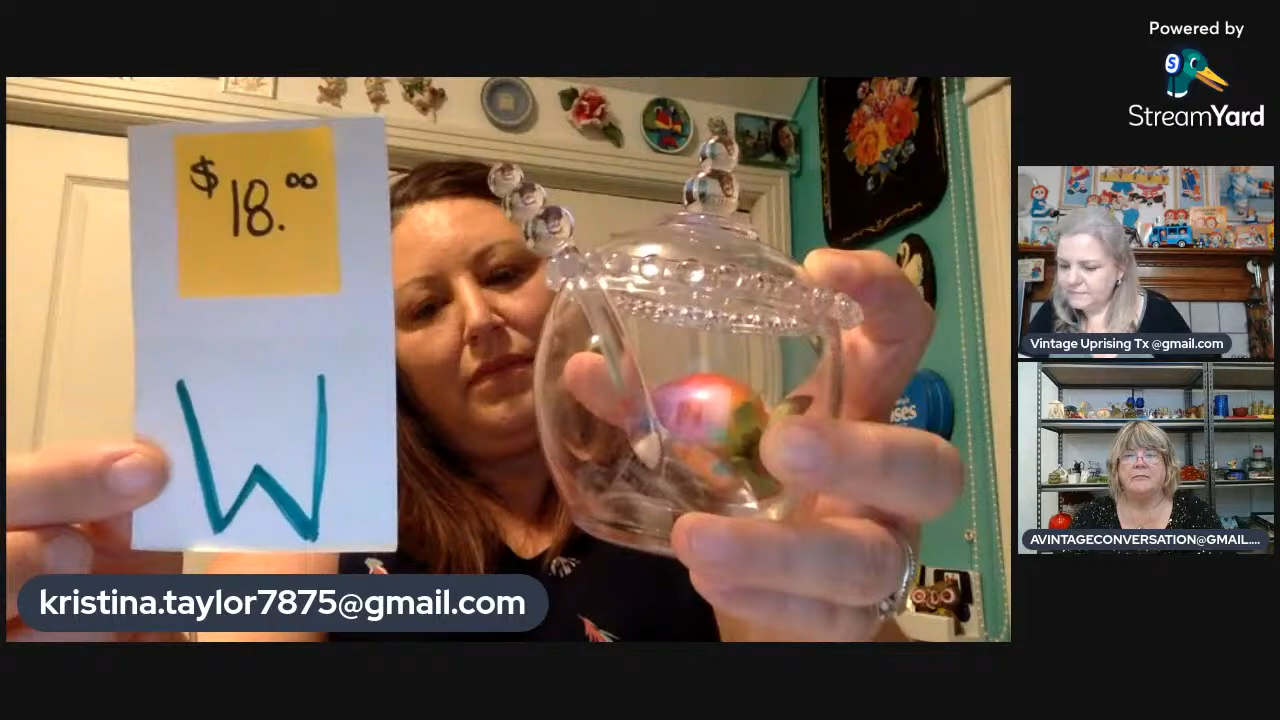 Powered by
StreamYard
$18.00
W
kristina.taylor7875@gmail.com
Vintage Uprising Tx @gmail.com
AVINTAGECONVERSATION@GMAIL....